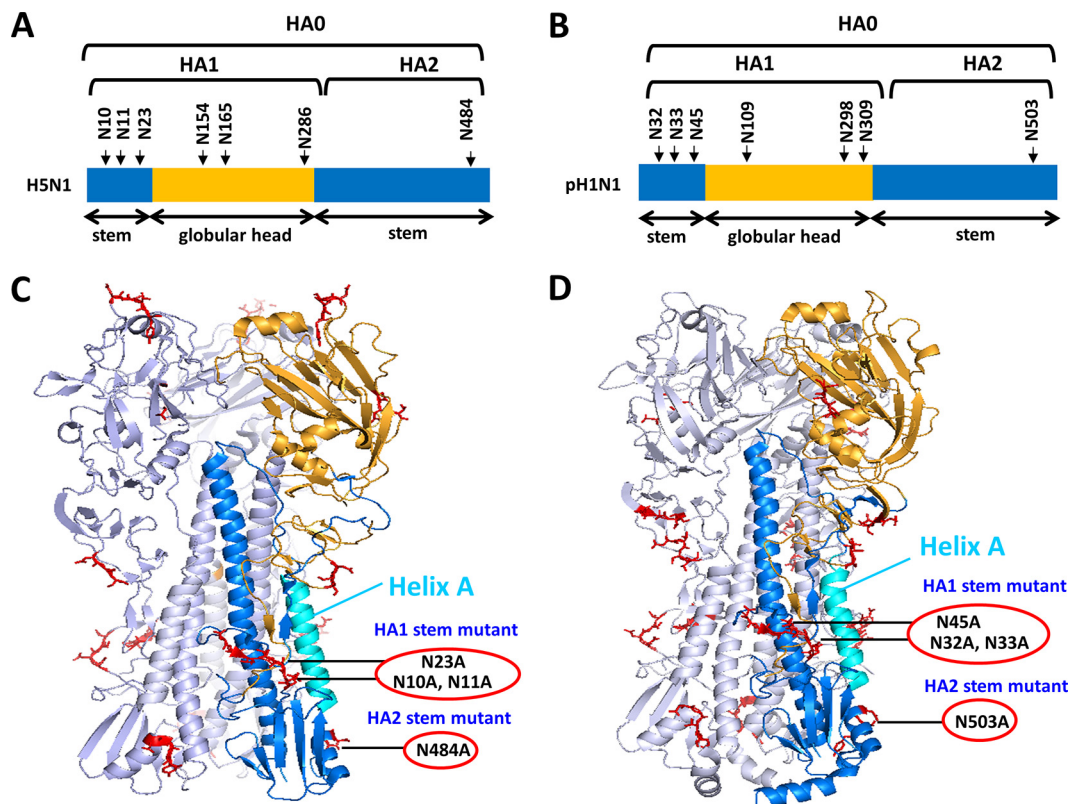 A
HA0
HA1
HA2
N10
N11
N23
N154
N165
N286
N484
H5N1
stem
globular head
stem
B
HA0
HA1
HA2
N32
N33
N45
N109
N298
N309
N503
pH1N1
stem
globular head
stem
C
Helix A
HA1 stem mutant
N23A
N10A, N11A
HA2 stem mutant
N484A
D
Helix A
HA1 stem mutant
N45A
N32A, N33A
HA2 stem mutant
N503A